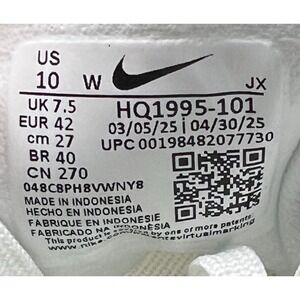 US
10 W JX
UK 7.5 HQ1995-101
EUR 42 03/05/25 | 04/30/25
cm 27 UPC 00198482077730
BR 40
CN 270
MADE IN INDONESIA
HECHO EN INDONESIA
FABRIQUE EN INDONESIE
FABRICADO NA INDONESIA